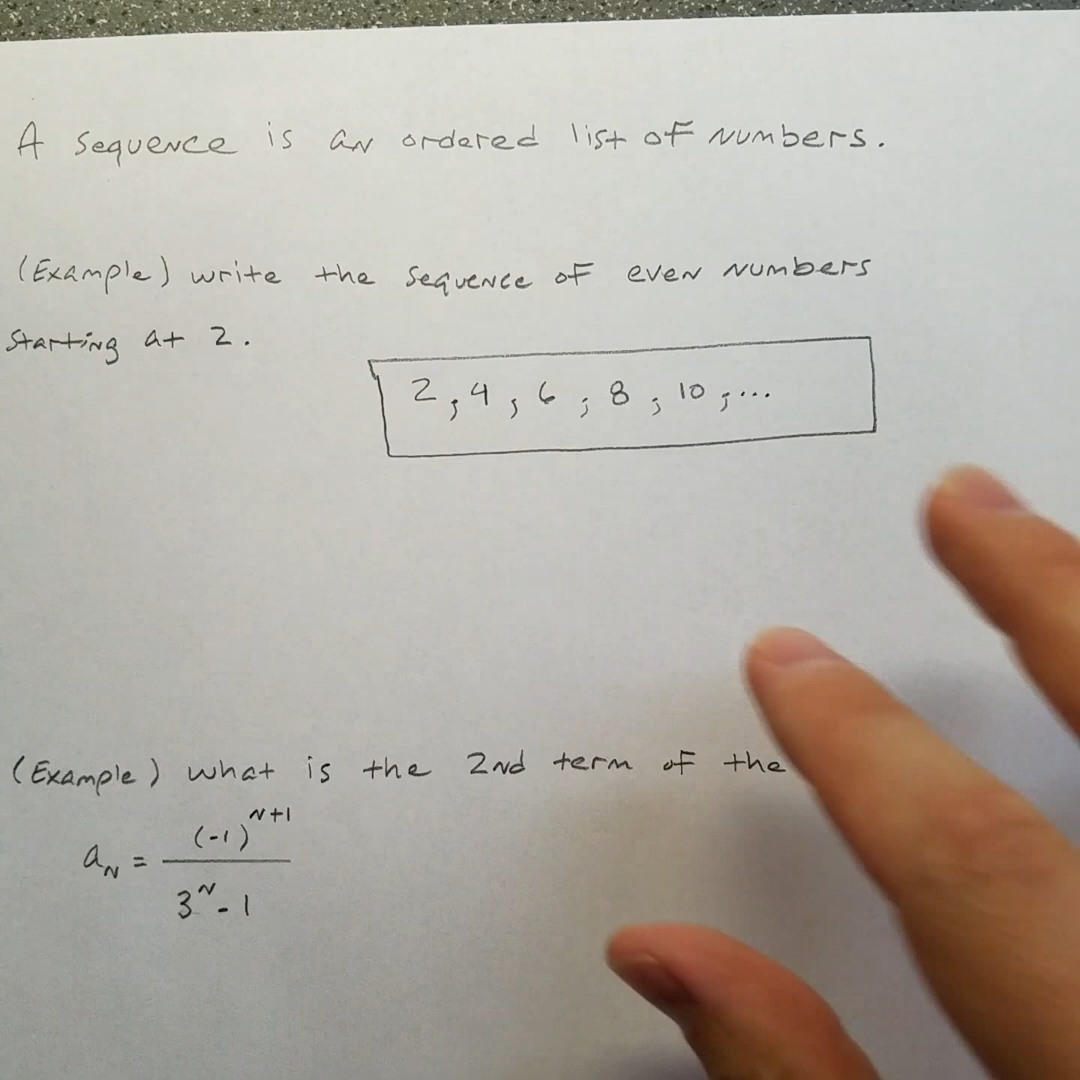 A sequence is an ordered list of numbers.
(Example) write the sequence of even numbers
starting at 2.
2, 4, 6, 8, 10, ...
(Example) what is the 2nd term of the
a_N = (-1)^(N+1) / (3^N - 1)